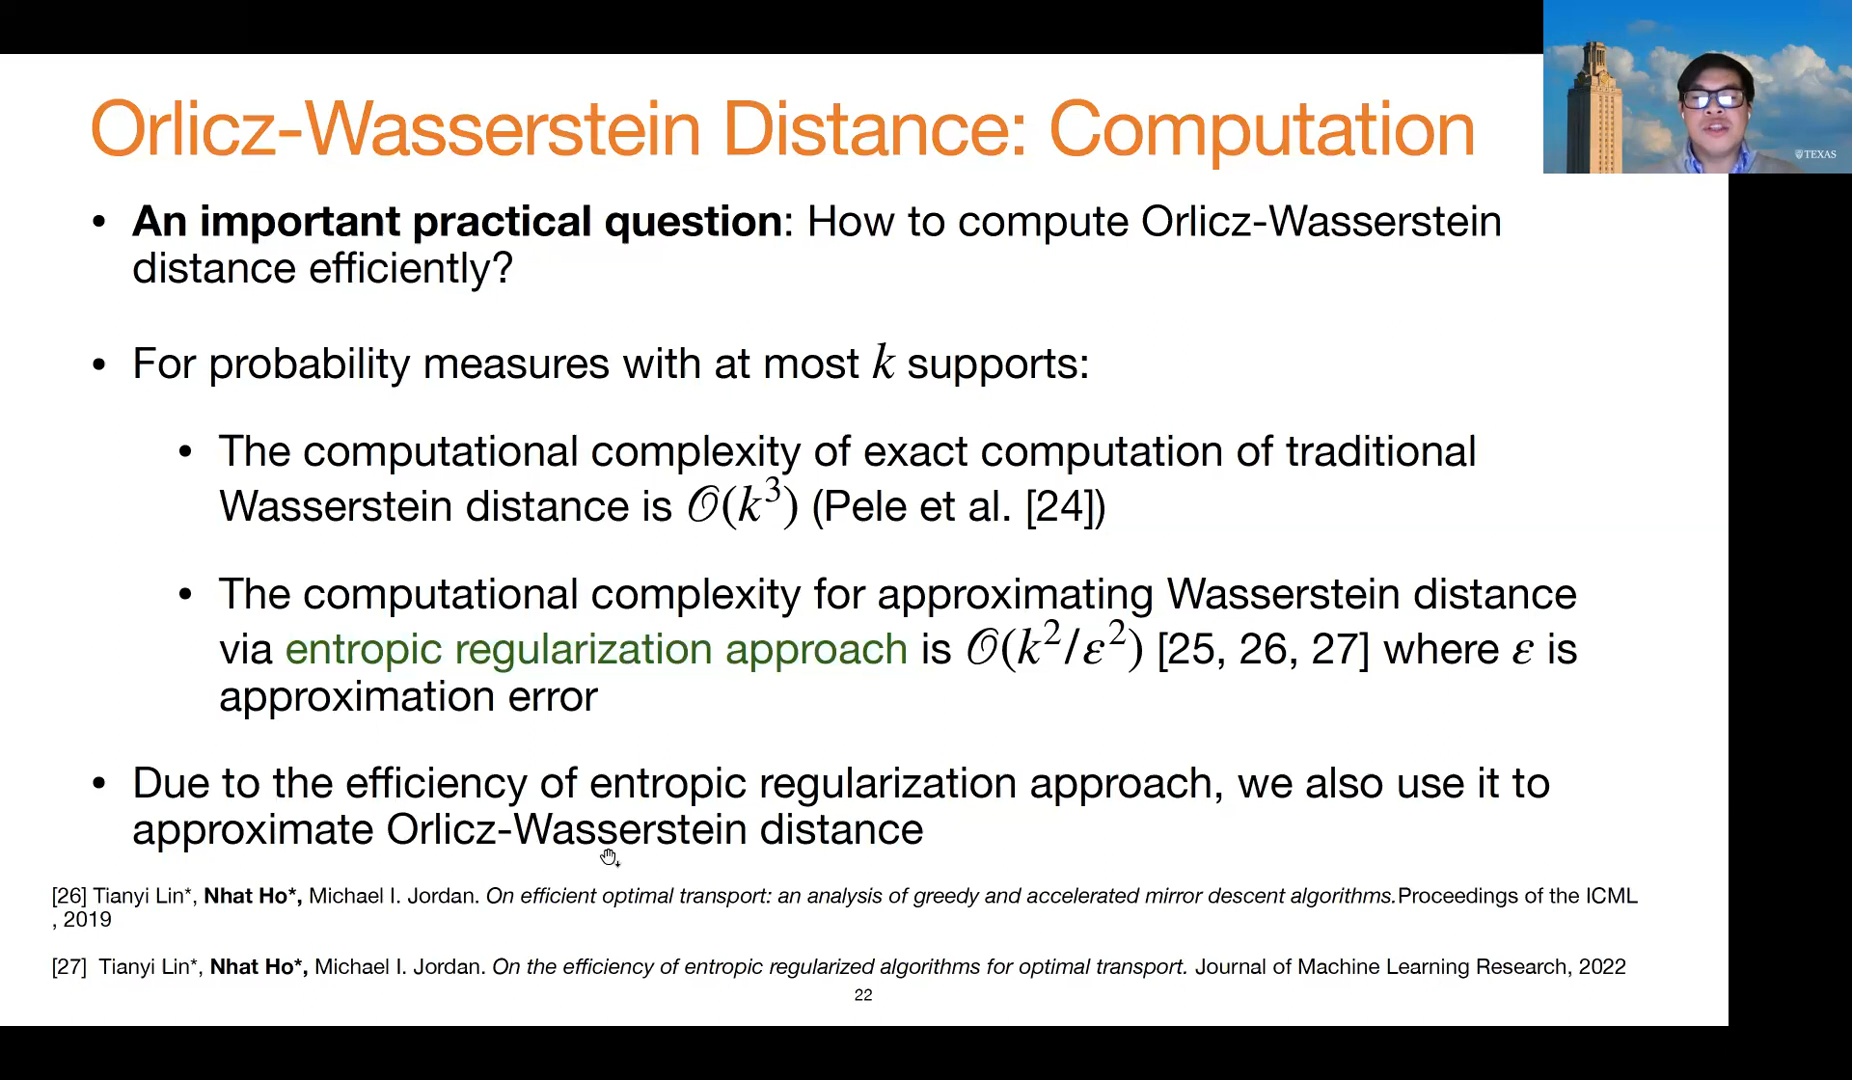 Orlicz-Wasserstein Distance: Computation
TEXAS
• An important practical question: How to compute Orlicz-Wasserstein
distance efficiently?
• For probability measures with at most k supports:
• The computational complexity of exact computation of traditional
Wasserstein distance is 𝒪(k³) (Pele et al. [24])
• The computational complexity for approximating Wasserstein distance
via entropic regularization approach is 𝒪(k²/ε²) [25, 26, 27] where ε is
approximation error
• Due to the efficiency of entropic regularization approach, we also use it to
approximate Orlicz-Wasserstein distance
[26] Tianyi Lin*, Nhat Ho*, Michael I. Jordan. On efficient optimal transport: an analysis of greedy and accelerated mirror descent algorithms.Proceedings of the ICML
, 2019
[27] Tianyi Lin*, Nhat Ho*, Michael I. Jordan. On the efficiency of entropic regularized algorithms for optimal transport. Journal of Machine Learning Research, 2022
22